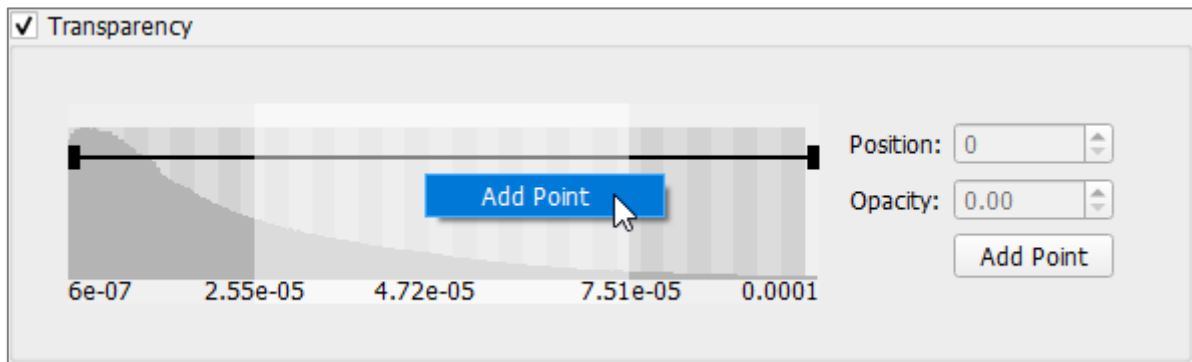 Transparency
Position: 0
Add Point
Opacity: 0.00
Add Point
6e-07 2.55e-05 4.72e-05 7.51e-05 0.0001